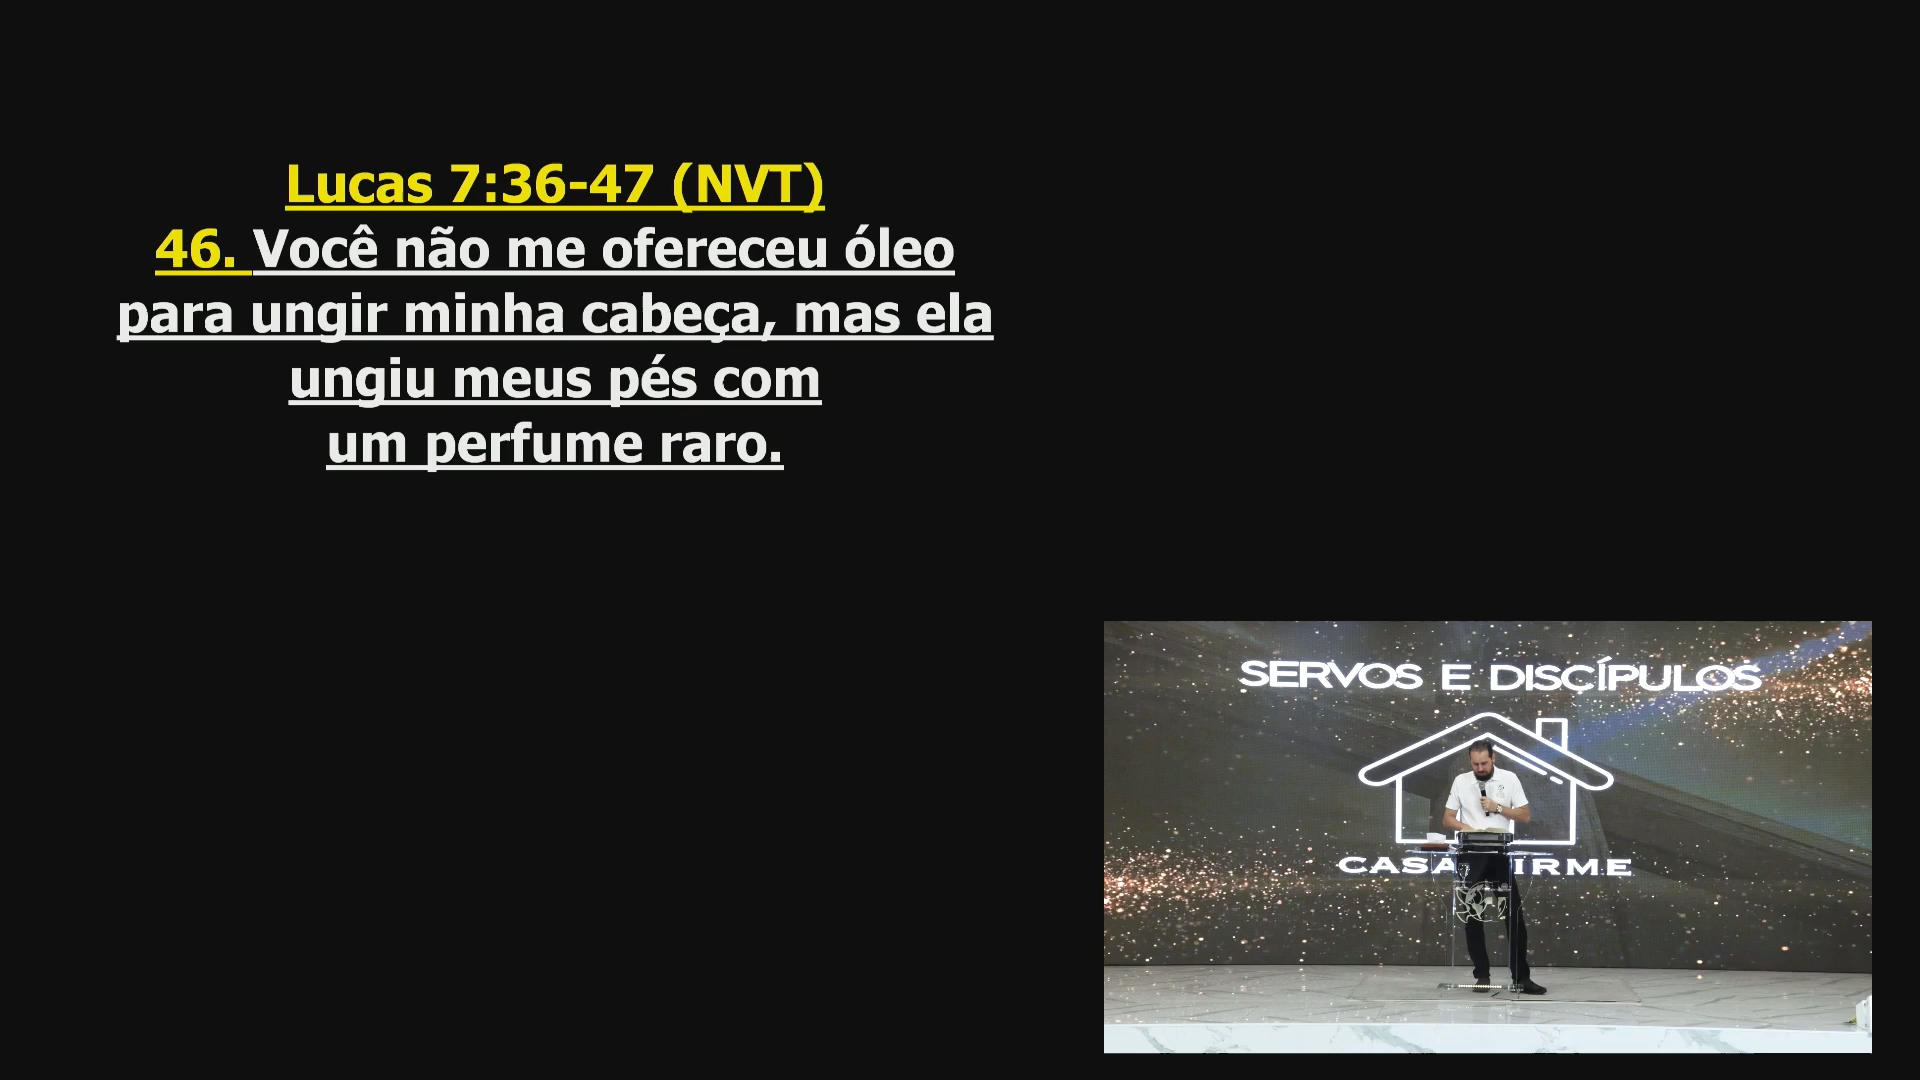 Lucas 7:36-47 (NVT)
46. Você não me ofereceu óleo
para ungir minha cabeça, mas ela
ungiu meus pés com
um perfume raro.
SERVOS E DISCÍPULOS
CASA IRME